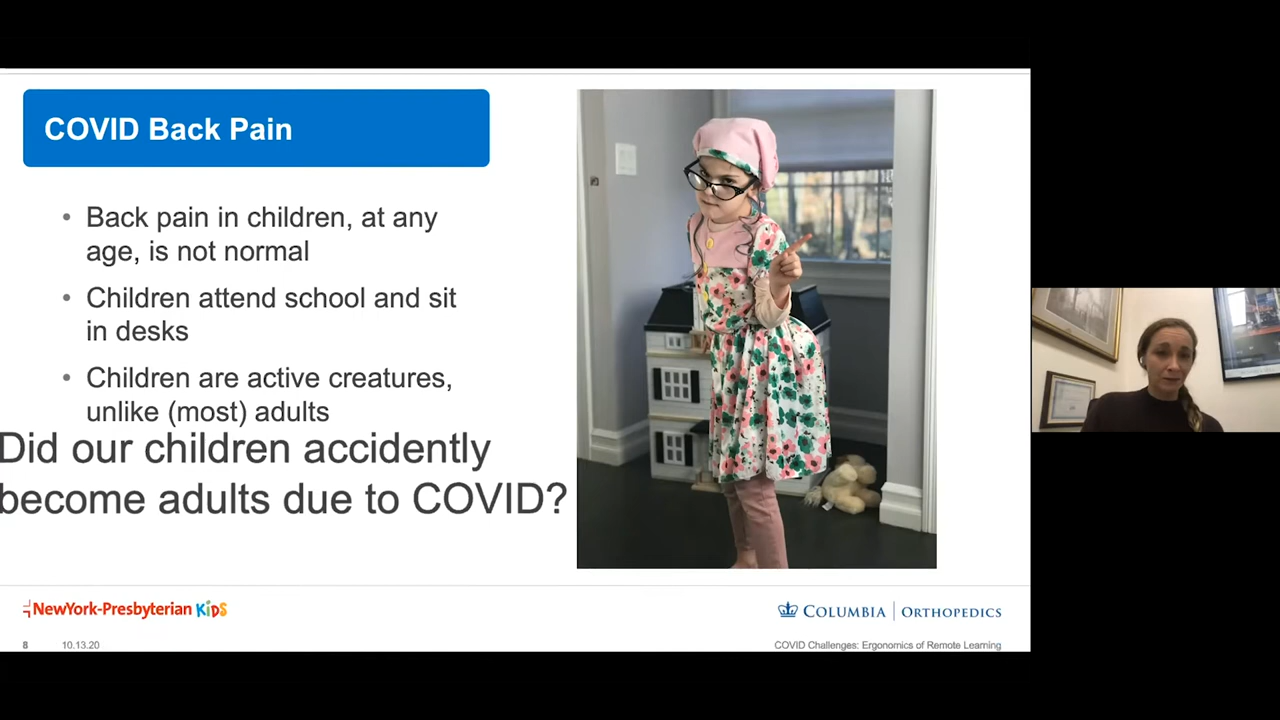 COVID Back Pain
• Back pain in children, at any
age, is not normal
• Children attend school and sit
in desks
• Children are active creatures,
unlike (most) adults
Did our children accidently
become adults due to COVID?
NewYork-Presbyterian KiDS
COLUMBIA | ORTHOPEDICS
8 10.13.20
COVID Challenges: Ergonomics of Remote Learning